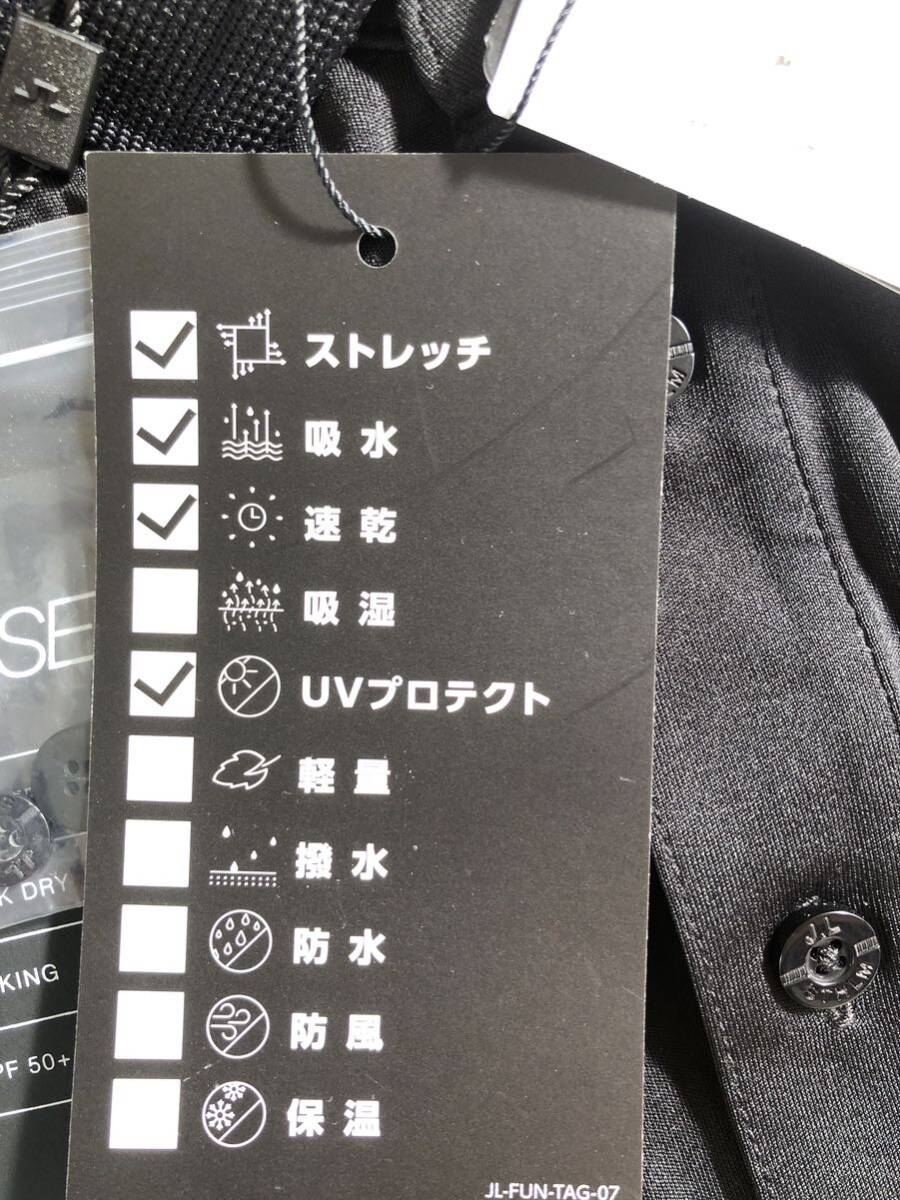 ストレッチ
吸水
速乾
吸湿
UVプロテクト
軽量
撥水
防水
防風
保温
JL-FUN-TAG-07
SE
K DRY
KING
PF 50+
JL